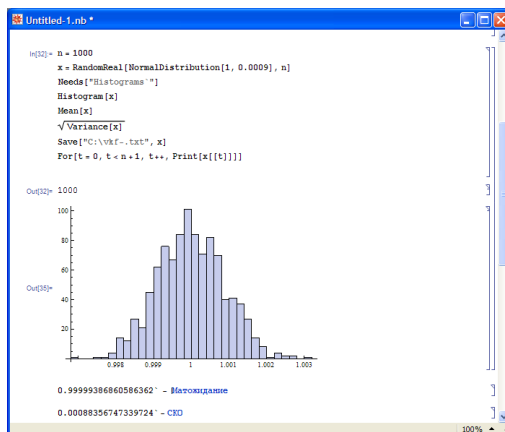 Untitled-1.nb *
In[32]:= n = 1000
x = RandomReal[NormalDistribution[1, 0.0009], n]
Needs["Histograms`"]
Histogram[x]
Mean[x]
√Variance[x]
Save["C:\vkf-.txt", x]
For[t = 0, t < n + 1, t++, Print[x[[t]]]]
Out[32]= 1000
100
80
60
Out[35]=
40
20
0.998 0.999 1 1.001 1.002 1.003
0.99999386860586362` - Матожидание
0.00088356747339724` - СКО
100%